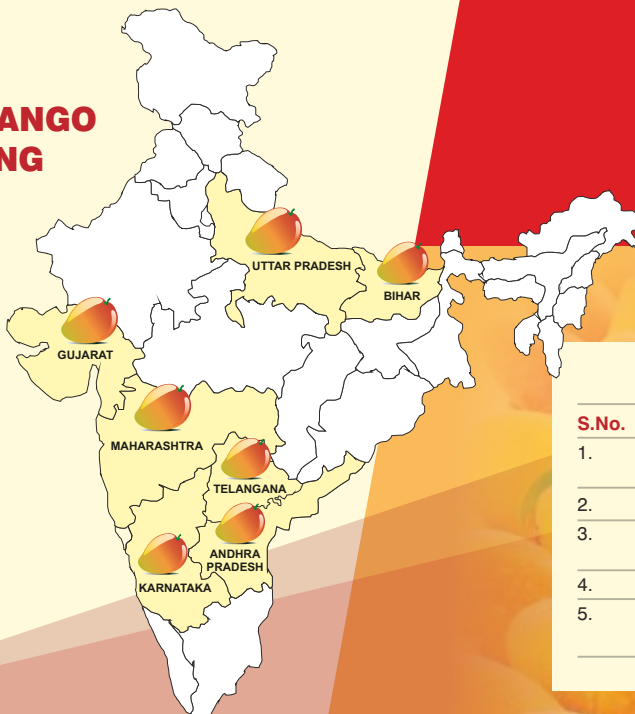 ANGO
NG
UTTAR PRADESH
BIHAR
GUJARAT
MAHARASHTRA
TELANGANA
ANDHRA
PRADESH
KARNATAKA
S.No.
1.
2.
3.
4.
5.